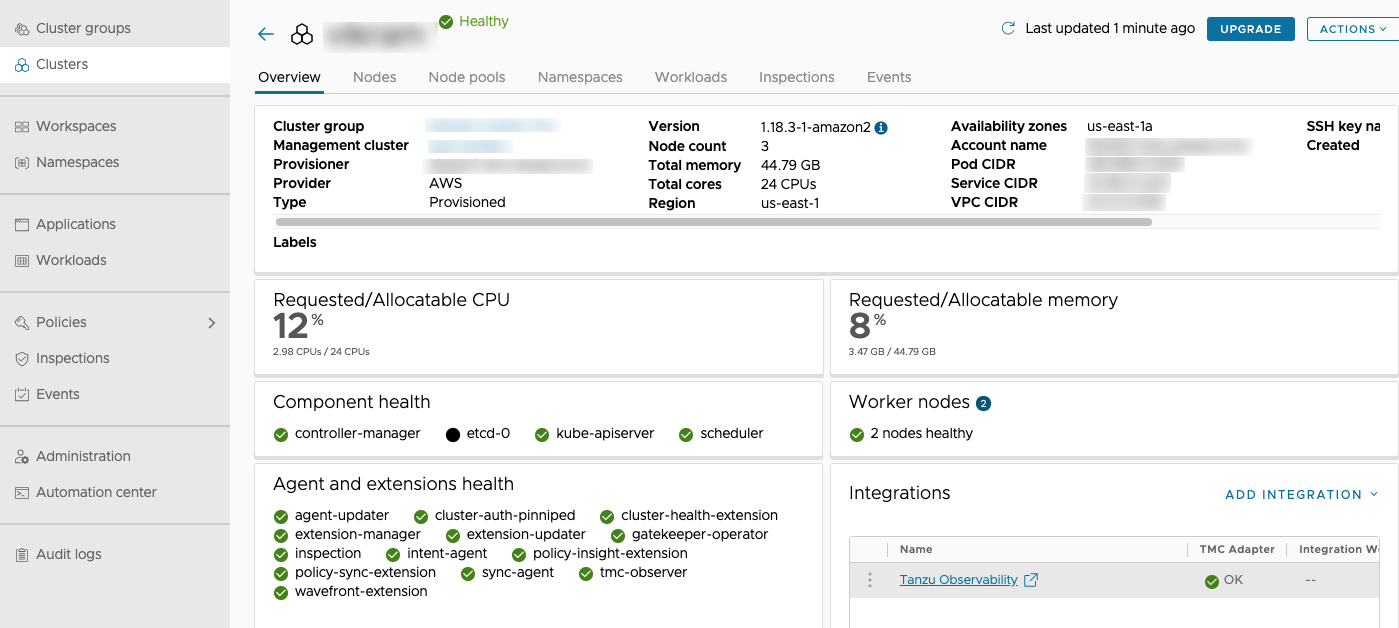 Cluster groups
Clusters
Workspaces
Namespaces
Applications
Workloads
Policies
Inspections
Events
Administration
Automation center
Audit logs
Healthy
Last updated 1 minute ago
UPGRADE
ACTIONS
Overview Nodes Node pools Namespaces Workloads Inspections Events
Cluster group
Management cluster
Provisioner
Provider AWS
Type Provisioned
Version 1.18.3-1-amazon2
Node count 3
Total memory 44.79 GB
Total cores 24 CPUs
Region us-east-1
Availability zones us-east-1a
Account name
Pod CIDR
Service CIDR
VPC CIDR
SSH key na
Created
Labels
Requested/Allocatable CPU
12 %
2.98 CPUs / 24 CPUs
Requested/Allocatable memory
8 %
3.47 GB / 44.79 GB
Component health
controller-manager etcd-0 kube-apiserver scheduler
Worker nodes 2
2 nodes healthy
Agent and extensions health
agent-updater cluster-auth-pinniped cluster-health-extension
extension-manager extension-updater gatekeeper-operator
inspection intent-agent policy-insight-extension
policy-sync-extension sync-agent tmc-observer
wavefront-extension
Integrations
ADD INTEGRATION
Name TMC Adapter Integration W
Tanzu Observability OK --